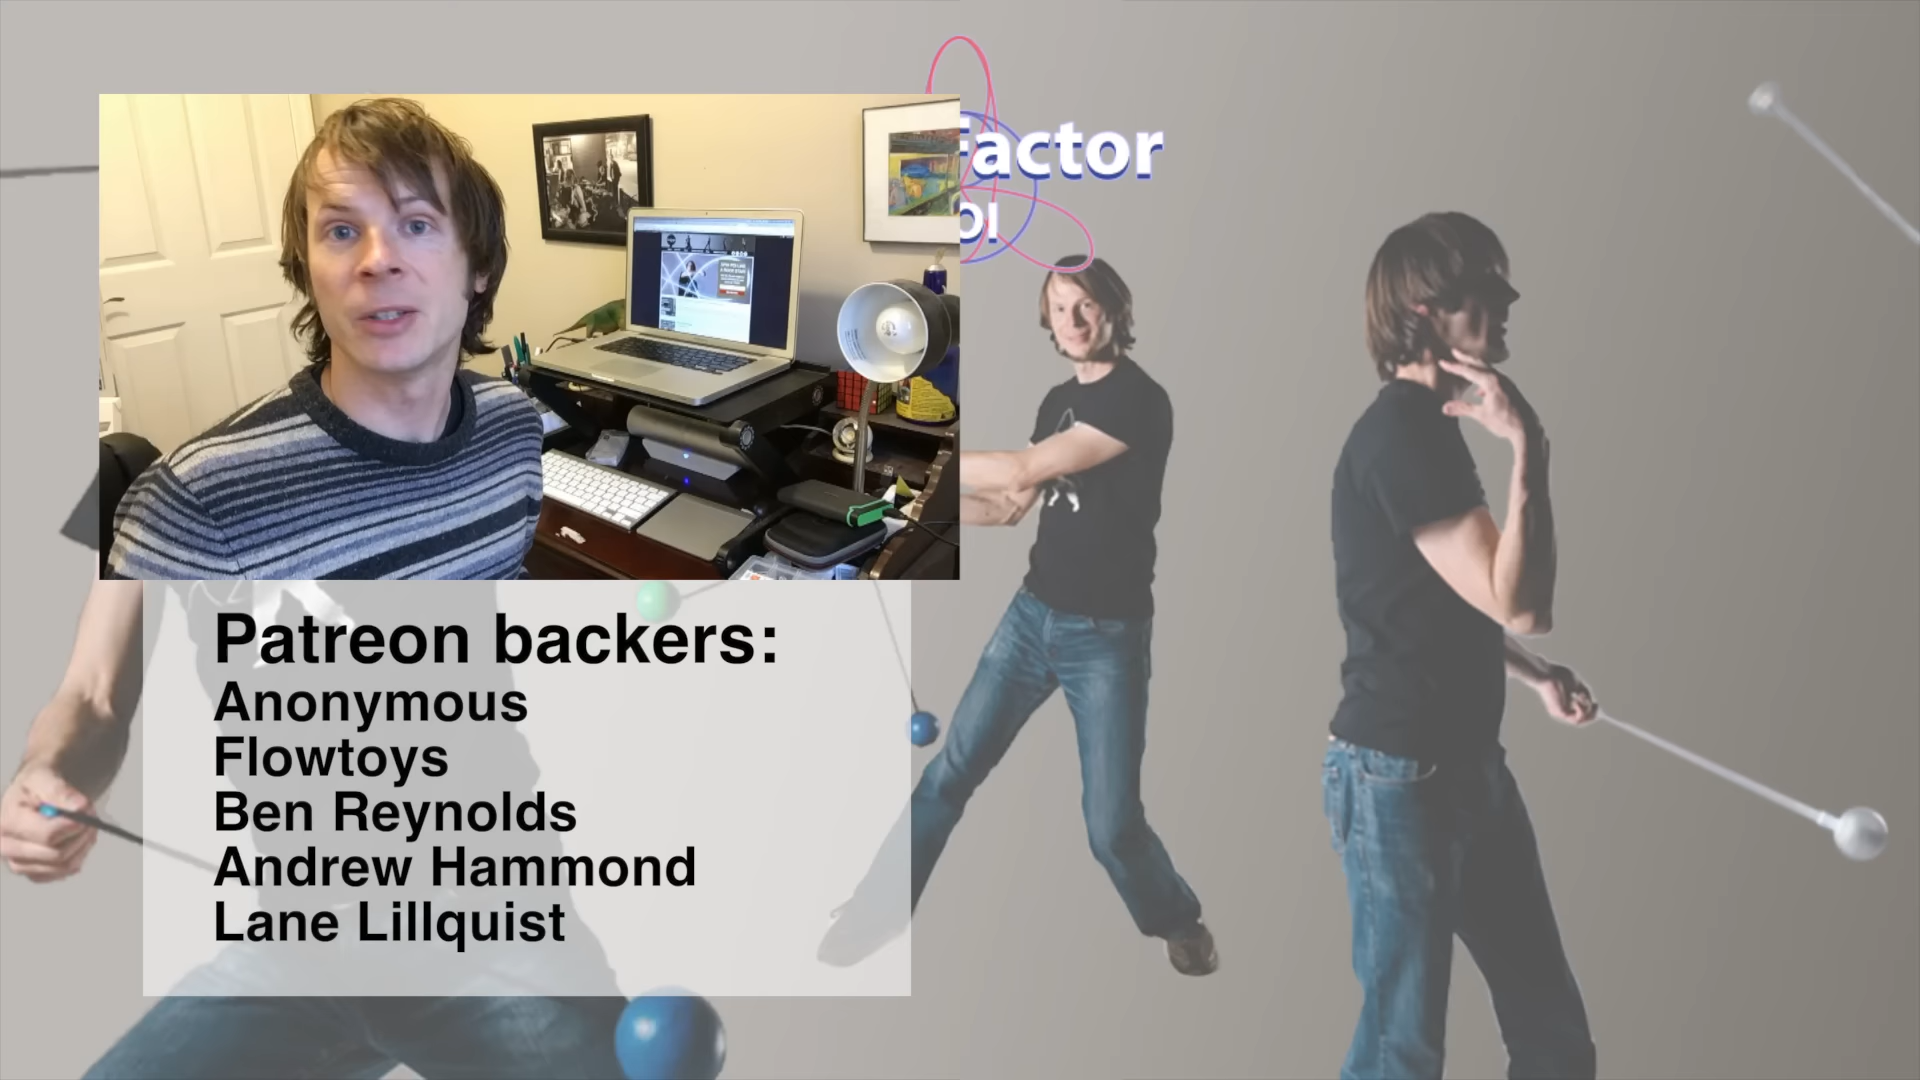 Factor
Patreon backers:
Anonymous
Flowtoys
Ben Reynolds
Andrew Hammond
Lane Lillquist